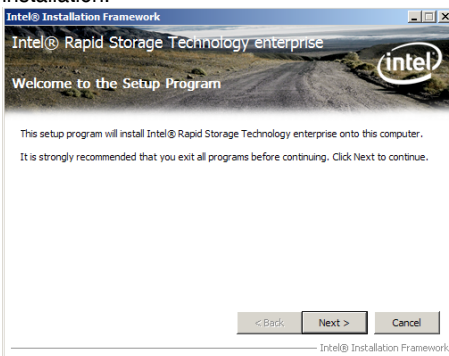 installation.
Intel® Installation Framework
Intel® Rapid Storage Technology enterprise
intel
Welcome to the Setup Program
This setup program will install Intel® Rapid Storage Technology enterprise onto this computer.
It is strongly recommended that you exit all programs before continuing. Click Next to continue.
< Back Next > Cancel
Intel® Installation Framework